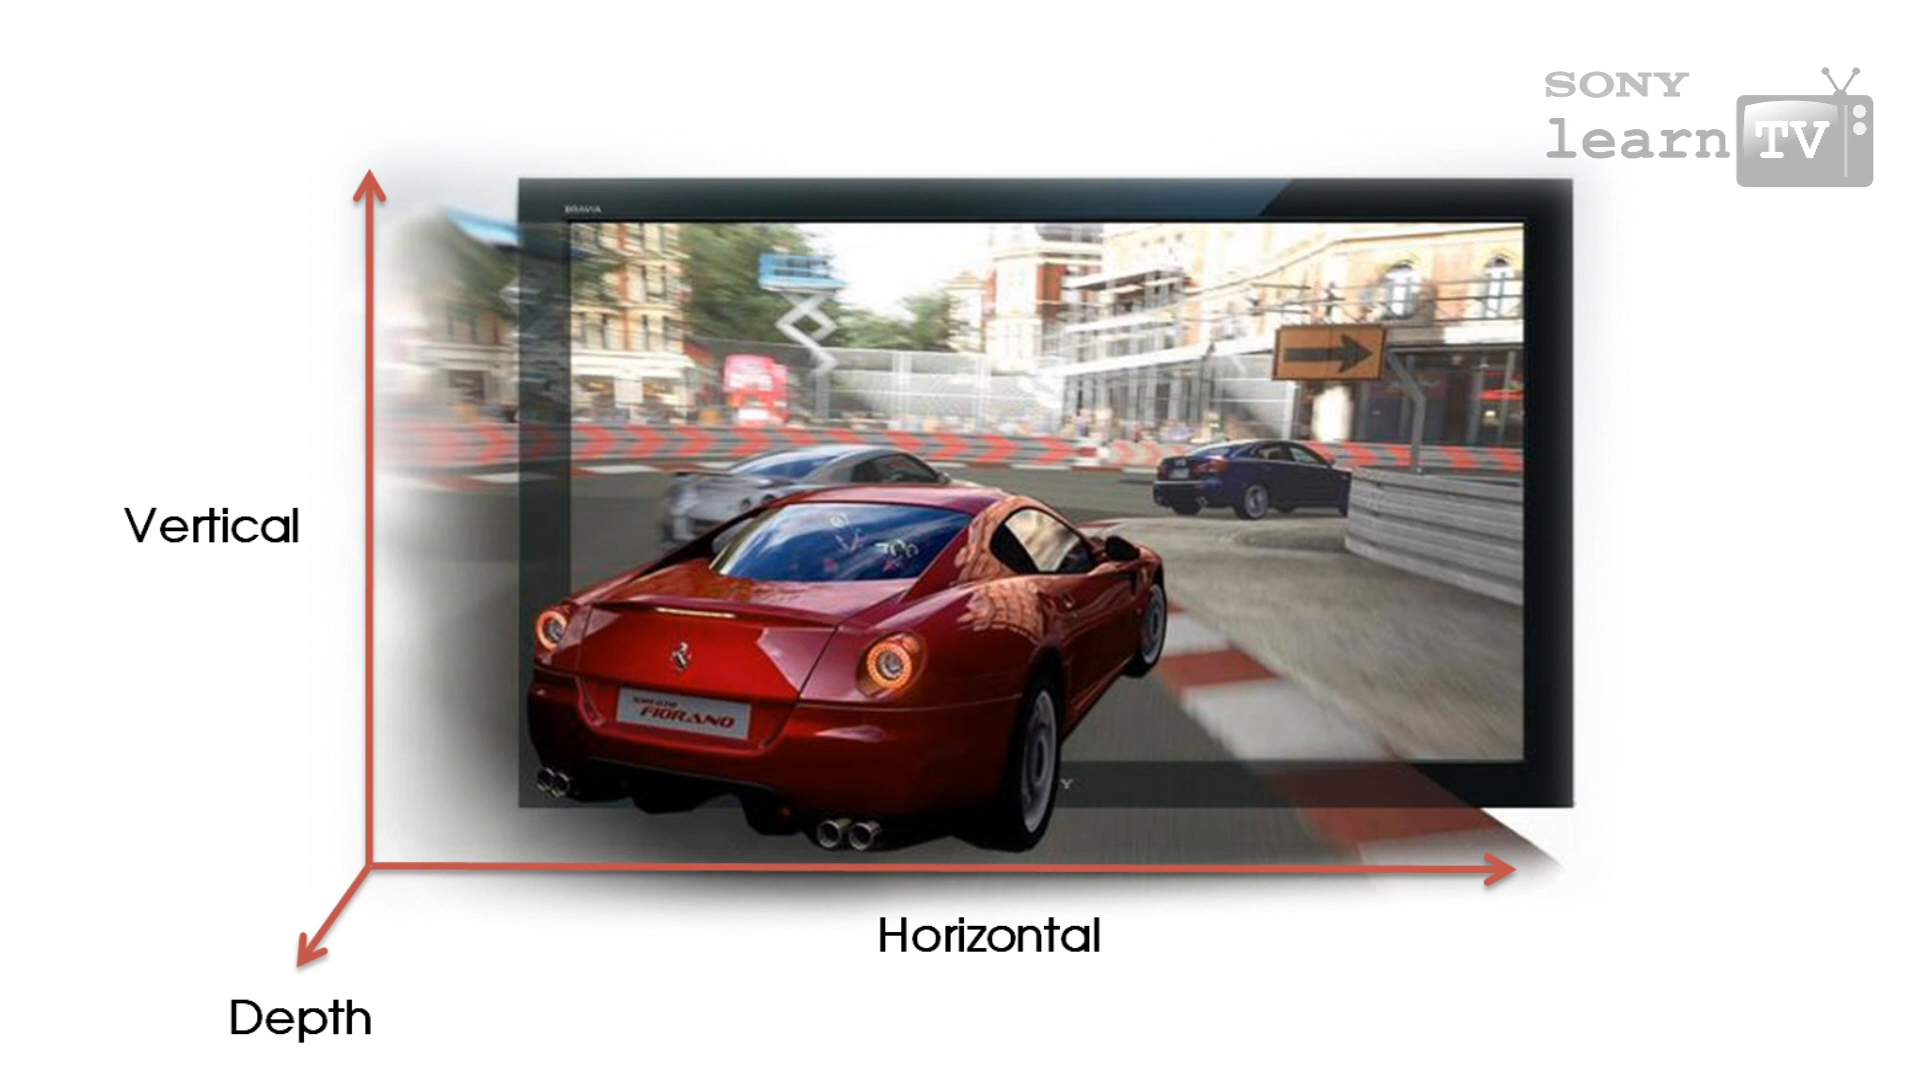 SONY
learn TV
BRAVIA
Vertical
FIORANO
Y
Horizontal
Depth